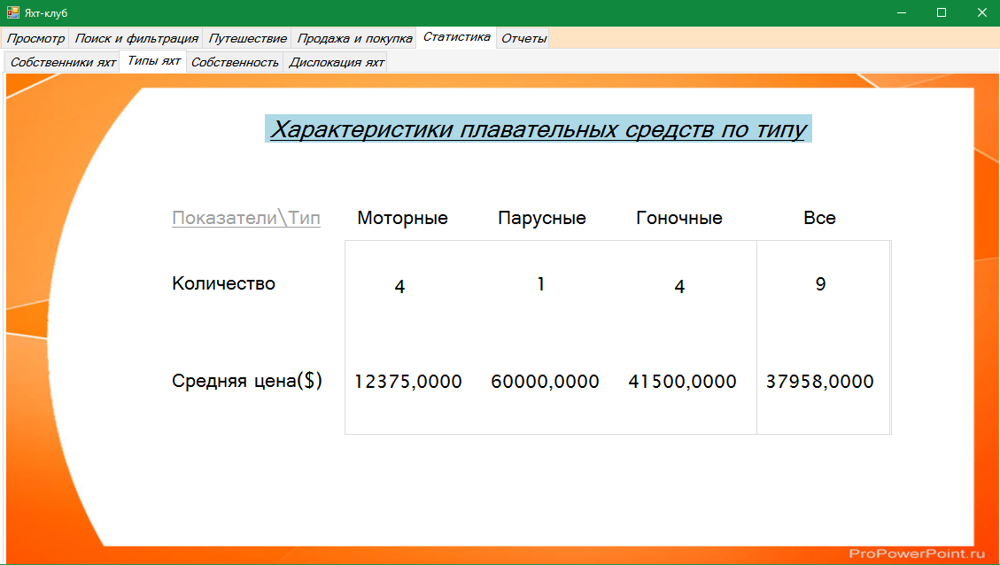 Яхт-клуб
Просмотр Поиск и фильтрация Путешествие Продажа и покупка Статистика Отчеты
Собственники яхт Типы яхт Собственность Дислокация яхт
Характеристики плавательных средств по типу
Показатели\Тип Моторные Парусные Гоночные Все
Количество 4 1 4 9
Средняя цена($) 12375,0000 60000,0000 41500,0000 37958,0000
ProPowerPoint.ru